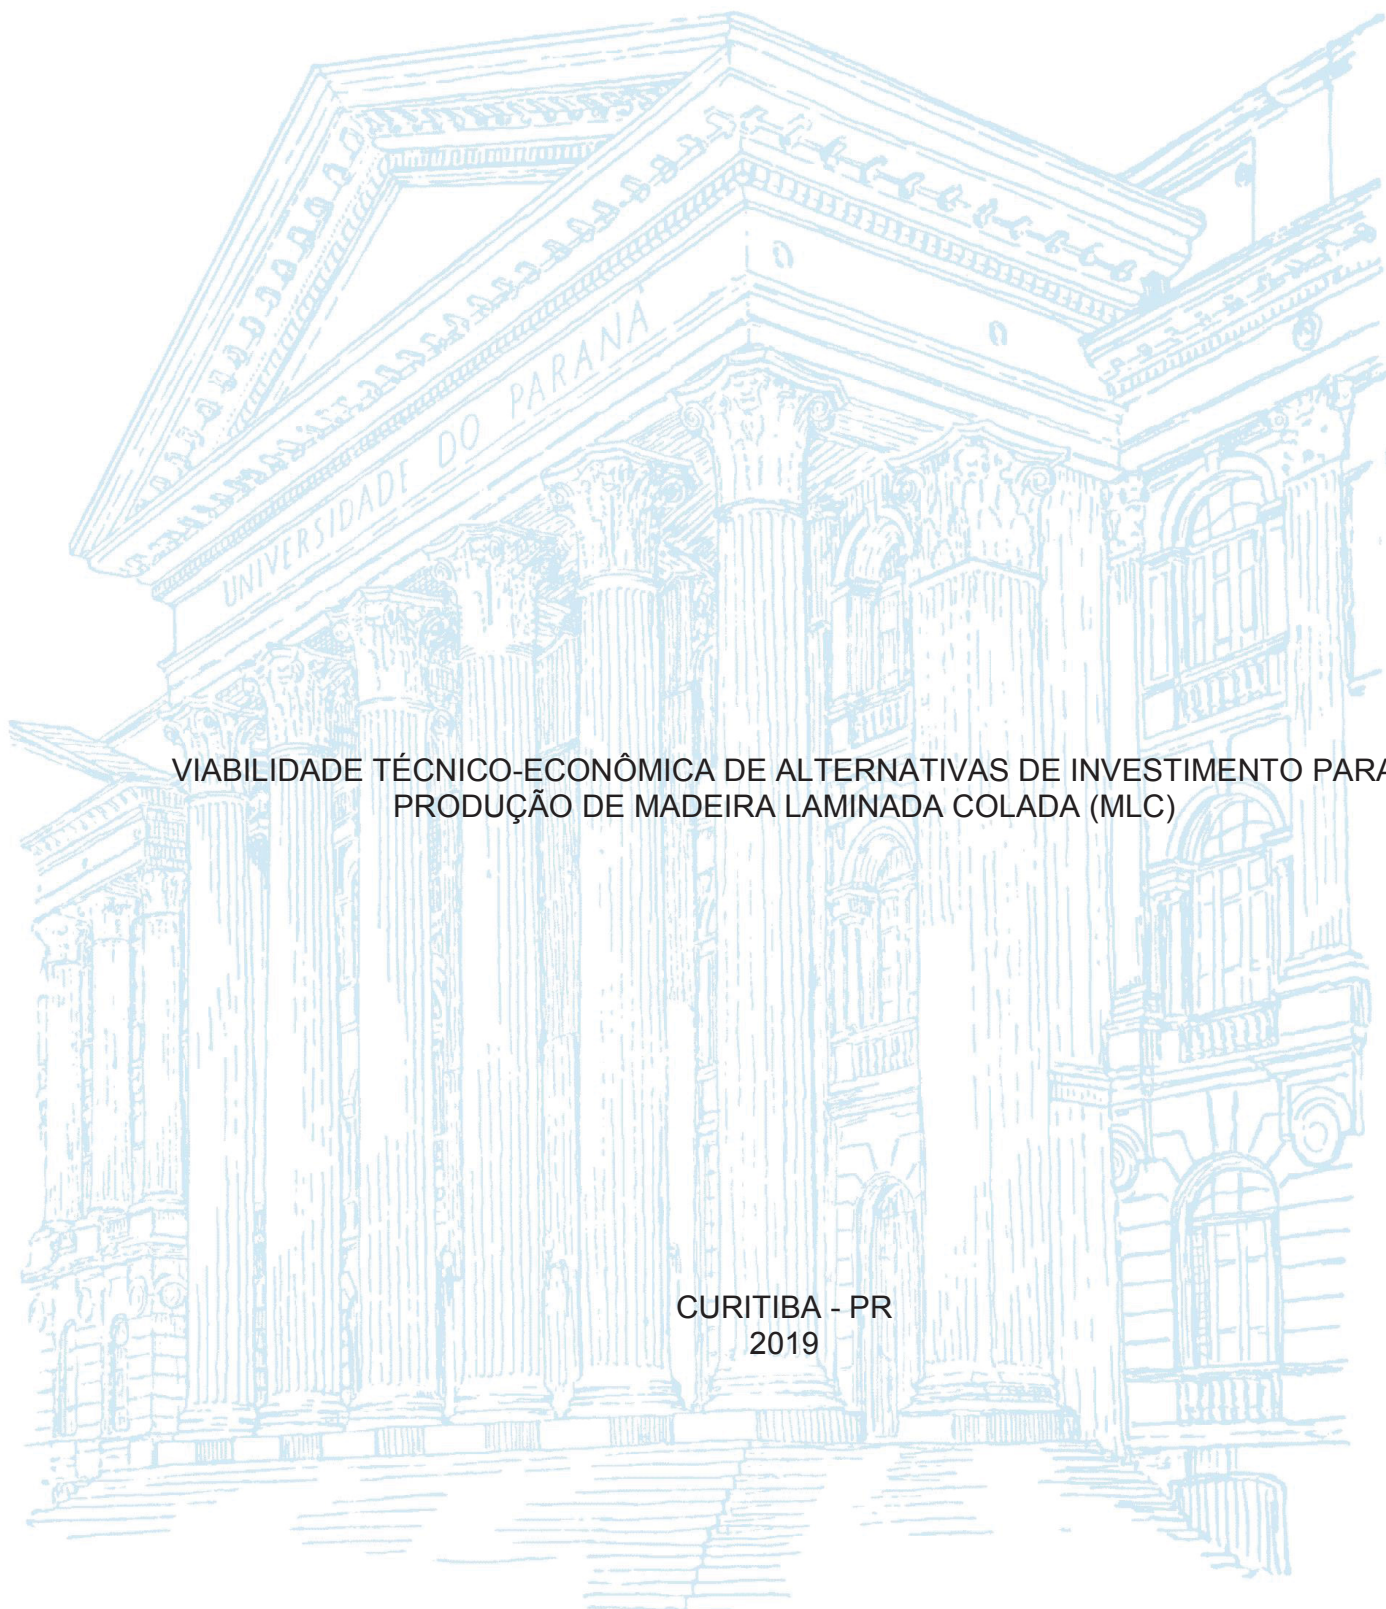 UNIVERSIDADE DO PARANÁ
VIABILIDADE TÉCNICO-ECONÔMICA DE ALTERNATIVAS DE INVESTIMENTO PARA
PRODUÇÃO DE MADEIRA LAMINADA COLADA (MLC)
CURITIBA - PR
2019